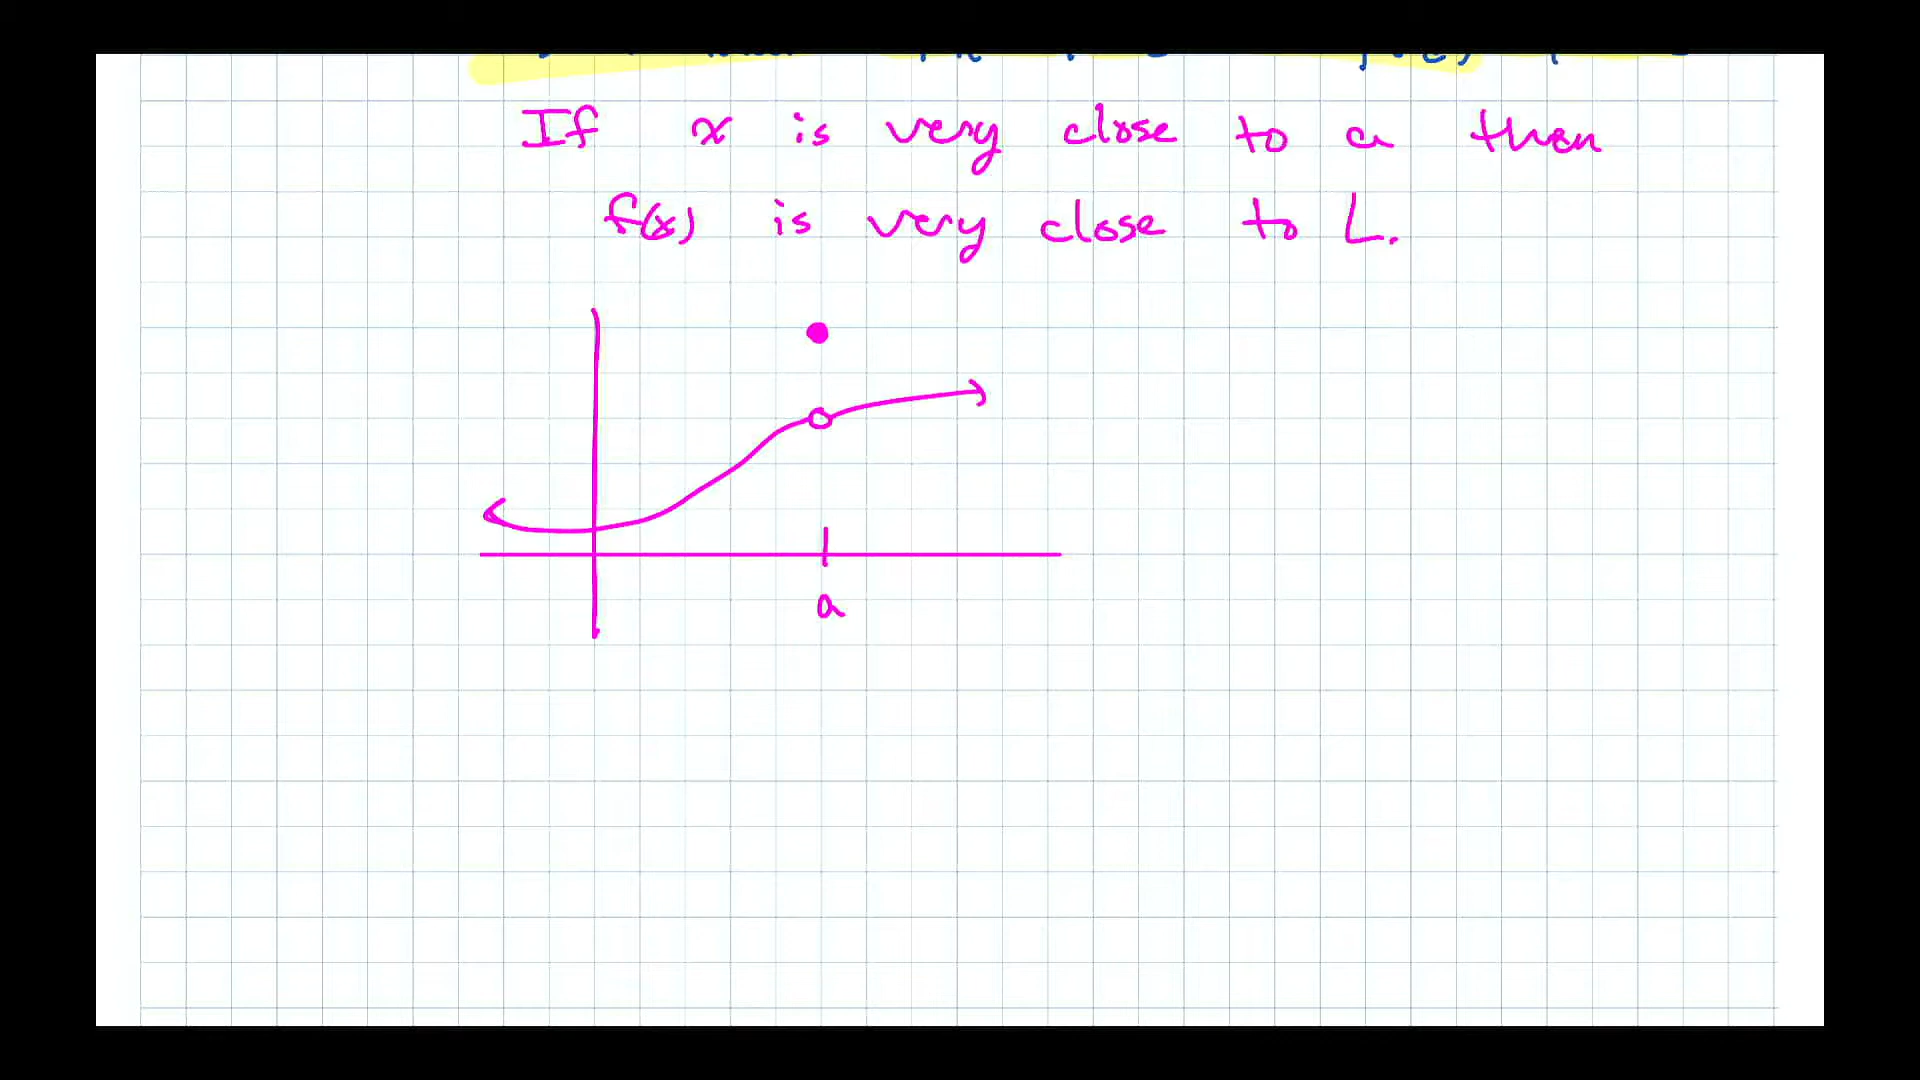 If x is very close to a then
f(x) is very close to L.
a